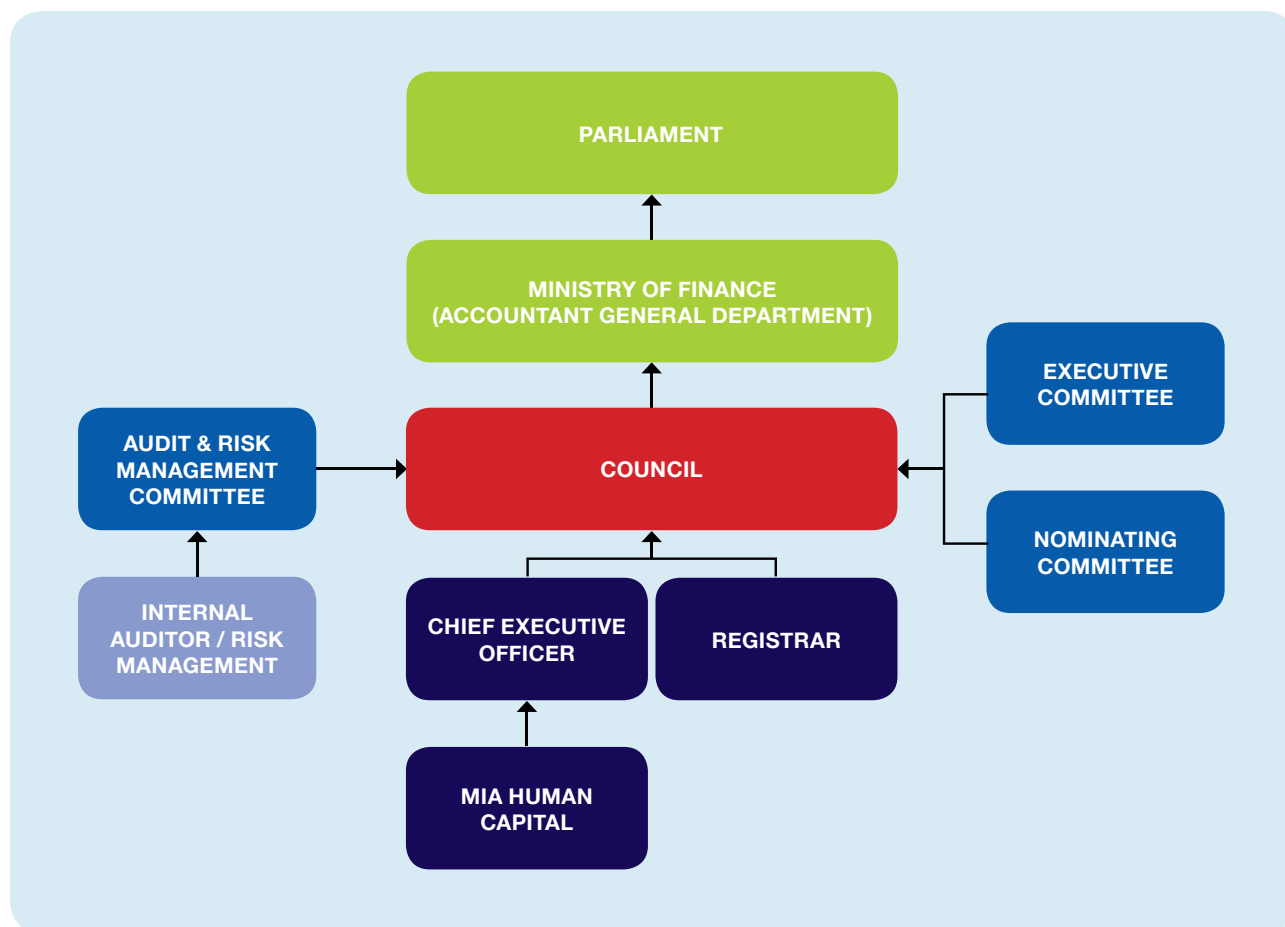 PARLIAMENT
MINISTRY OF FINANCE
(ACCOUNTANT GENERAL DEPARTMENT)
EXECUTIVE
COMMITTEE
AUDIT & RISK
MANAGEMENT
COMMITTEE
COUNCIL
NOMINATING
COMMITTEE
INTERNAL
AUDITOR / RISK
MANAGEMENT
CHIEF EXECUTIVE
OFFICER
REGISTRAR
MIA HUMAN
CAPITAL